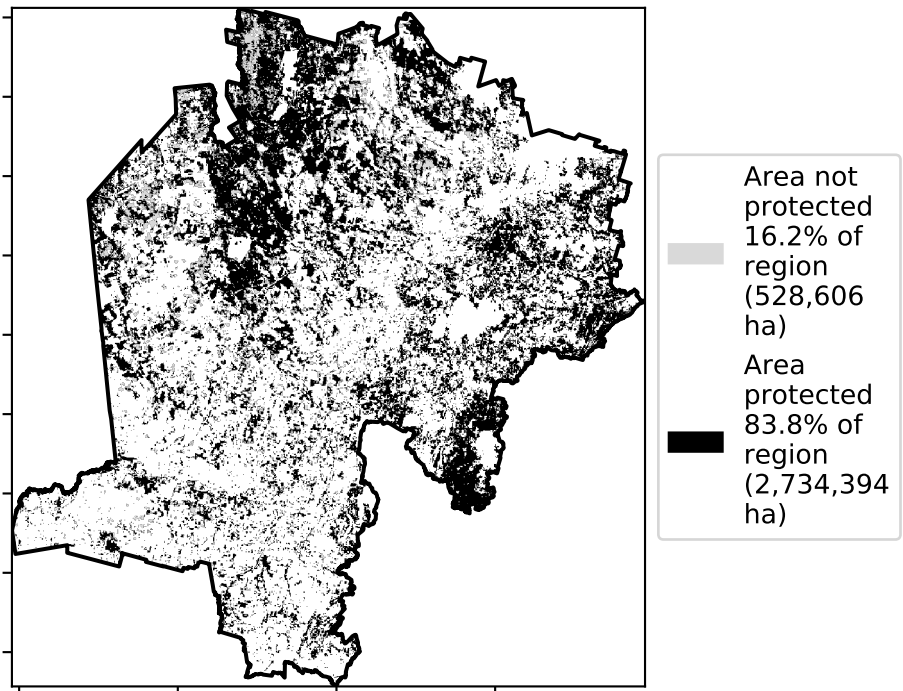 Area not
protected
16.2% of
region
(528,606
ha)
Area
protected
83.8% of
region
(2,734,394
ha)